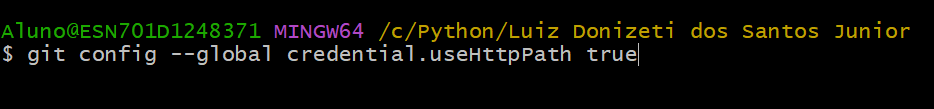 Aluno@ESN701D1248371 MINGW64 /c/Python/Luiz Donizeti dos Santos Junior
$ git config --global credential.useHttpPath true